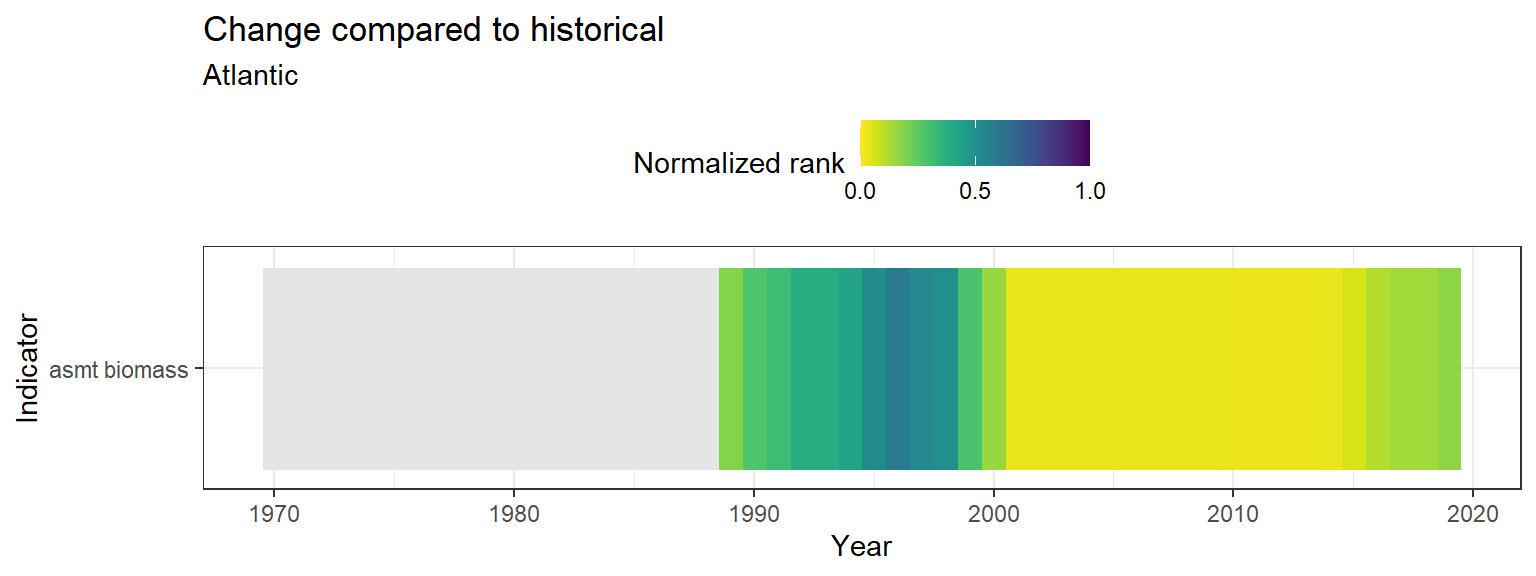 Change compared to historical
Atlantic
Normalized rank
0.0 0.5 1.0
Indicator
asmt biomass
1970 1980 1990 2000 2010 2020
Year